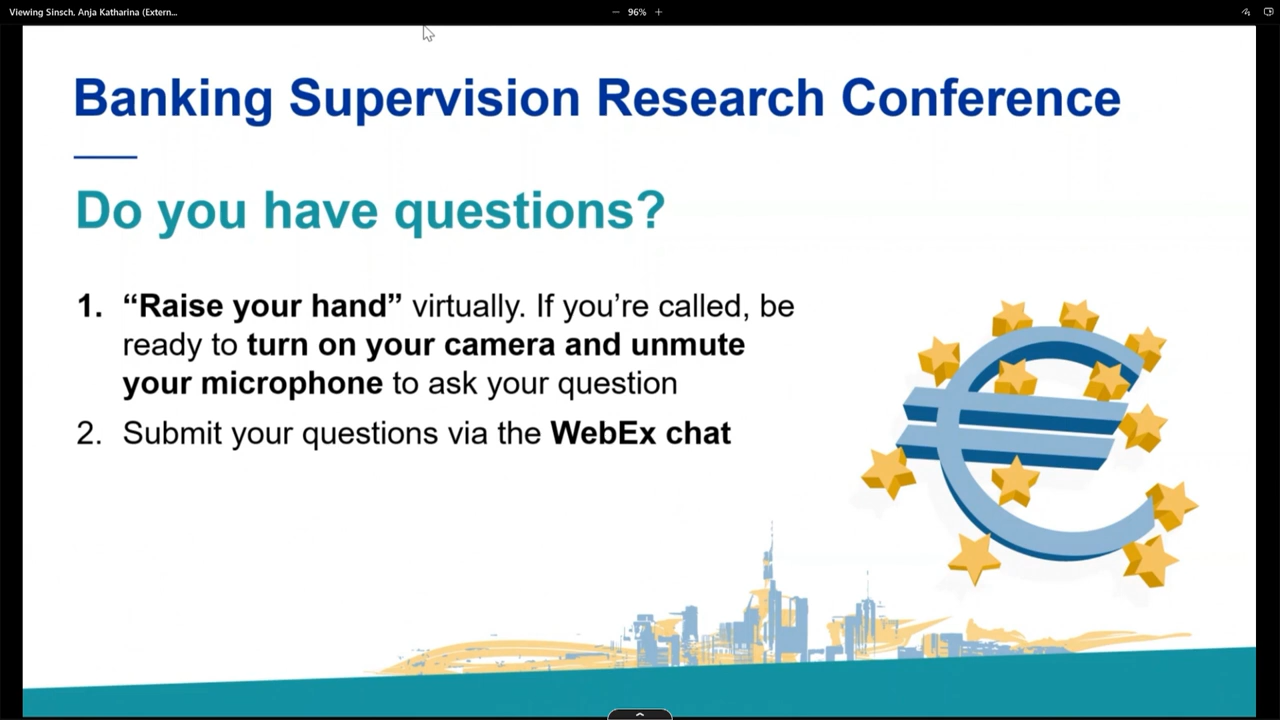 Viewing Sinsch, Anja Katharina (Extern...
− 96% +
Banking Supervision Research Conference
Do you have questions?
1. “Raise your hand” virtually. If you’re called, be
ready to turn on your camera and unmute
your microphone to ask your question
2. Submit your questions via the WebEx chat